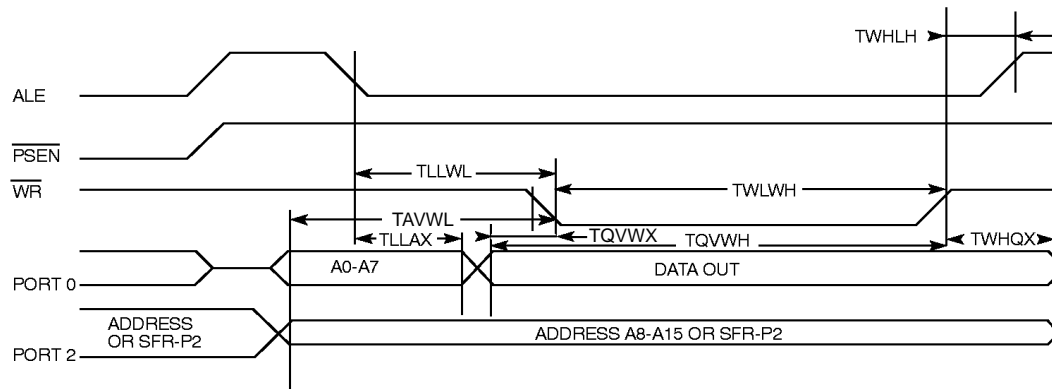 TWHLH
ALE
PSEN
TLLWL
WR
TWLWH
TAVWL
TLLAX
TQVWX
TQVWH
TWHQX
A0-A7
DATA OUT
PORT 0
ADDRESS
OR SFR-P2
ADDRESS A8-A15 OR SFR-P2
PORT 2